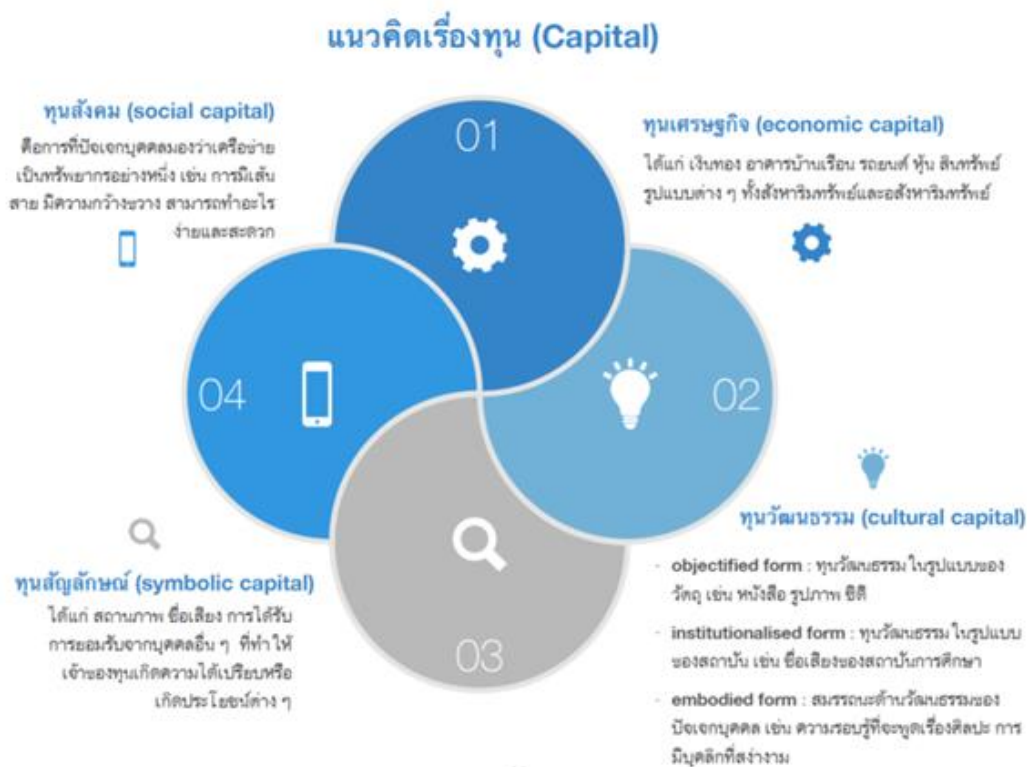 แนวคิดเรื่องทุน (Capital)
ทุนสังคม (social capital)
คือการที่ปัจเจกบุคคลมองว่าเครือข่าย
เป็นทรัพยากรอย่างหนึ่ง เช่น การมีเส้น
สาย มีความกว้างขวาง สามารถทำอะไร
ง่ายและสะดวก
01
ทุนเศรษฐกิจ (economic capital)
ได้แก่ เงินทอง อาคารบ้านเรือน รถยนต์ หุ้น สินทรัพย์
รูปแบบต่าง ๆ ทั้งสังหาริมทรัพย์และอสังหาริมทรัพย์
04
02
ทุนวัฒนธรรม (cultural capital)
- objectified form : ทุนวัฒนธรรม ในรูปแบบของ
วัตถุ เช่น หนังสือ รูปภาพ ซีดี
- institutionalised form : ทุนวัฒนธรรม ในรูปแบบ
ของสถาบัน เช่น ชื่อเสียงของสถาบันการศึกษา
- embodied form : สมรรถนะด้านวัฒนธรรมของ
ปัจเจกบุคคล เช่น ความรอบรู้ที่จะพูดเรื่องศิลปะ การ
มีบุคลิกที่สง่างาม
ทุนสัญลักษณ์ (symbolic capital)
ได้แก่ สถานภาพ ชื่อเสียง การได้รับ
การยอมรับจากบุคคลอื่น ๆ ที่ทำให้
เจ้าของทุนเกิดความได้เปรียบหรือ
เกิดประโยชน์ต่าง ๆ
03